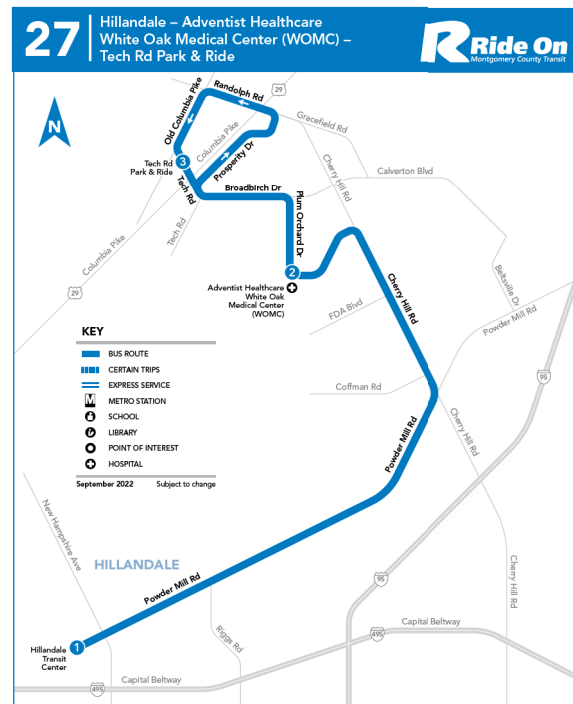 27
Hillandale – Adventist Healthcare
White Oak Medical Center (WOMC) –
Tech Rd Park & Ride
Ride On
Montgomery County Transit
N
Old Columbia Pike
Randolph Rd
29
Gracefield Rd
Columbia Pike
Prosperity Dr
3
Tech Rd
Park & Ride
Tech Rd
Cherry Hill Rd
Calverton Blvd
Broadbirch Dr
Plum Orchard Dr
Tech Rd
Columbia Pike
29
2
Adventist Healthcare
White Oak
Medical Center
(WOMC)
Cherry Hill Rd
Beltsville Dr
FDA Blvd
Powder Mill Rd
KEY
BUS ROUTE
CERTAIN TRIPS
EXPRESS SERVICE
M
METRO STATION
SCHOOL
LIBRARY
POINT OF INTEREST
HOSPITAL
September 2022
Subject to change
Coffman Rd
95
Cherry Hill Rd
Powder Mill Rd
New Hampshire Ave
HILLANDALE
Powder Mill Rd
95
Cherry Hill Rd
Capital Beltway
495
Riggs Rd
1
Hillandale
Transit
Center
Capital Beltway
495